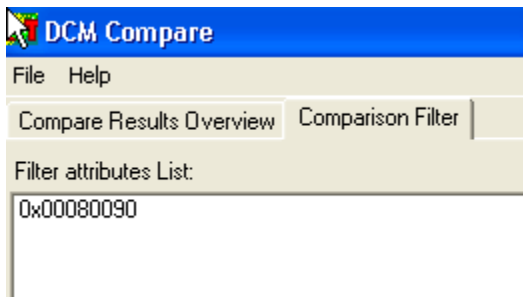 DCM Compare
File Help
Compare Results Overview Comparison Filter
Filter attributes List:
0x00080090